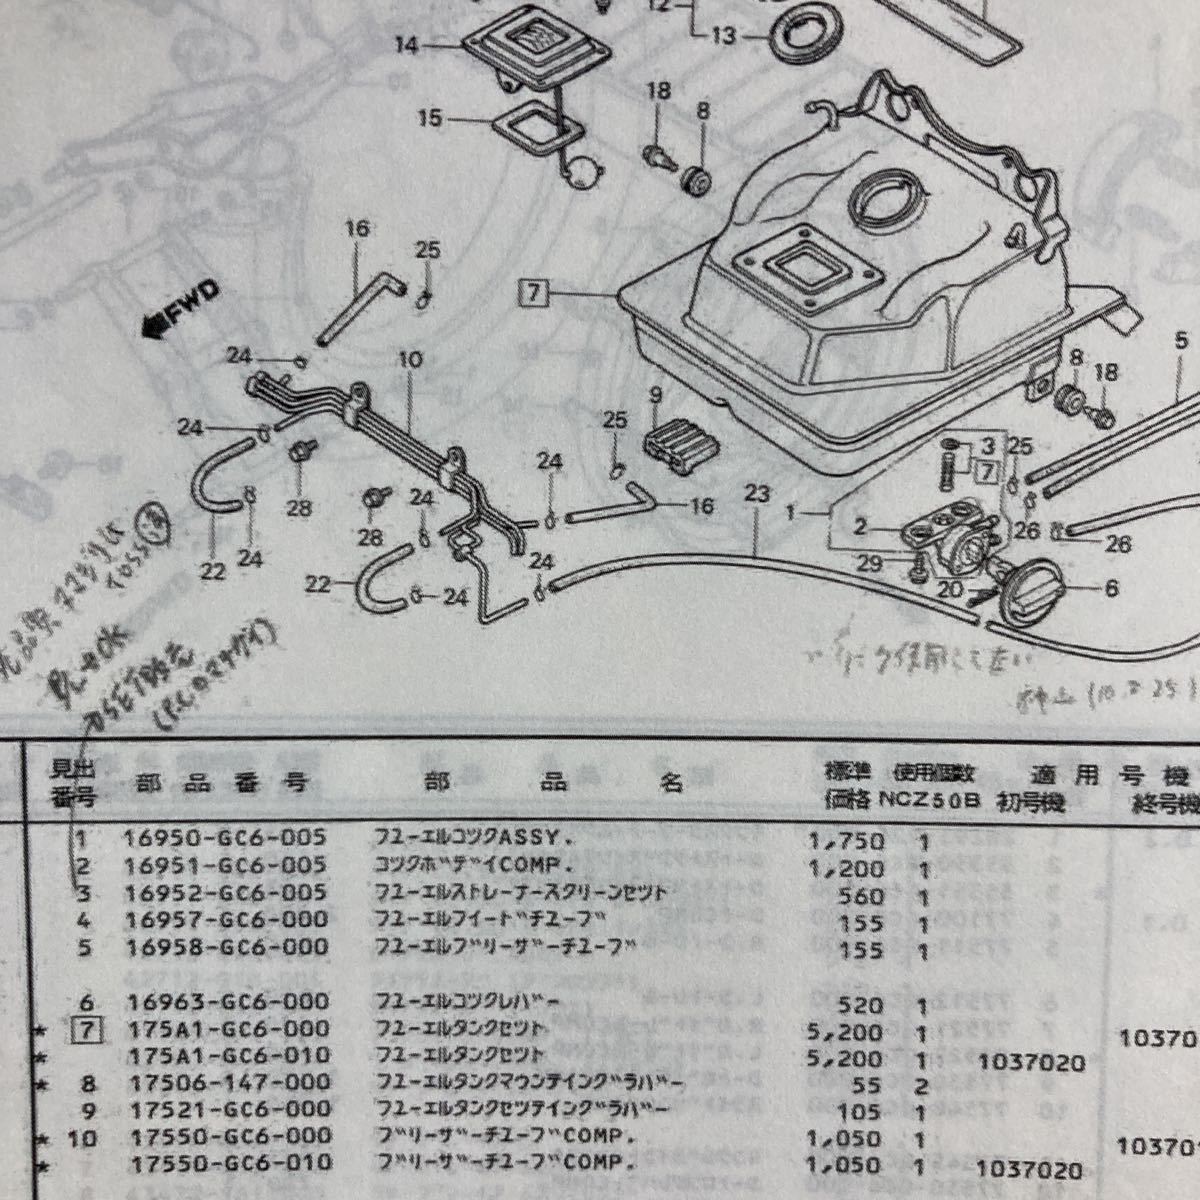 12
13
14
15
18
8
16
25
7
FWD
24
10
5
8
18
9
25
24
24
3
25
7
28
24
16
23
1
2
26
26
22
24
28
29
22
24
24
20
6
見出番号 部品番号 部品名 標準価格 使用個数 NCZ50B 適用号機 初号機 終号機
1 16950-GC6-005 フユーエルコツクASSY. 1,750 1
2 16951-GC6-005 コツクボデイCOMP. 1,200 1
3 16952-GC6-005 フユーエルストレーナースクリーンセツト 560 1
4 16957-GC6-000 フユーエルフイードチユーブ 155 1
5 16958-GC6-000 フユーエルブリーザーチユーブ 155 1
6 16963-GC6-000 フユーエルコツクレバー 520 1
* 7 175A1-GC6-000 フユーエルタンクセツト 5,200 1 10370
* 175A1-GC6-010 フユーエルタンクセツト 5,200 1 1037020
* 8 17506-147-000 フユーエルタンクマウンテイングラバー 55 2
9 17521-GC6-000 フユーエルタンクセツテイングラバー 105 1
* 10 17550-GC6-000 ブリーザーチユーブCOMP. 1,050 1 10370
* 17550-GC6-010 ブリーザーチユーブCOMP. 1,050 1 1037020